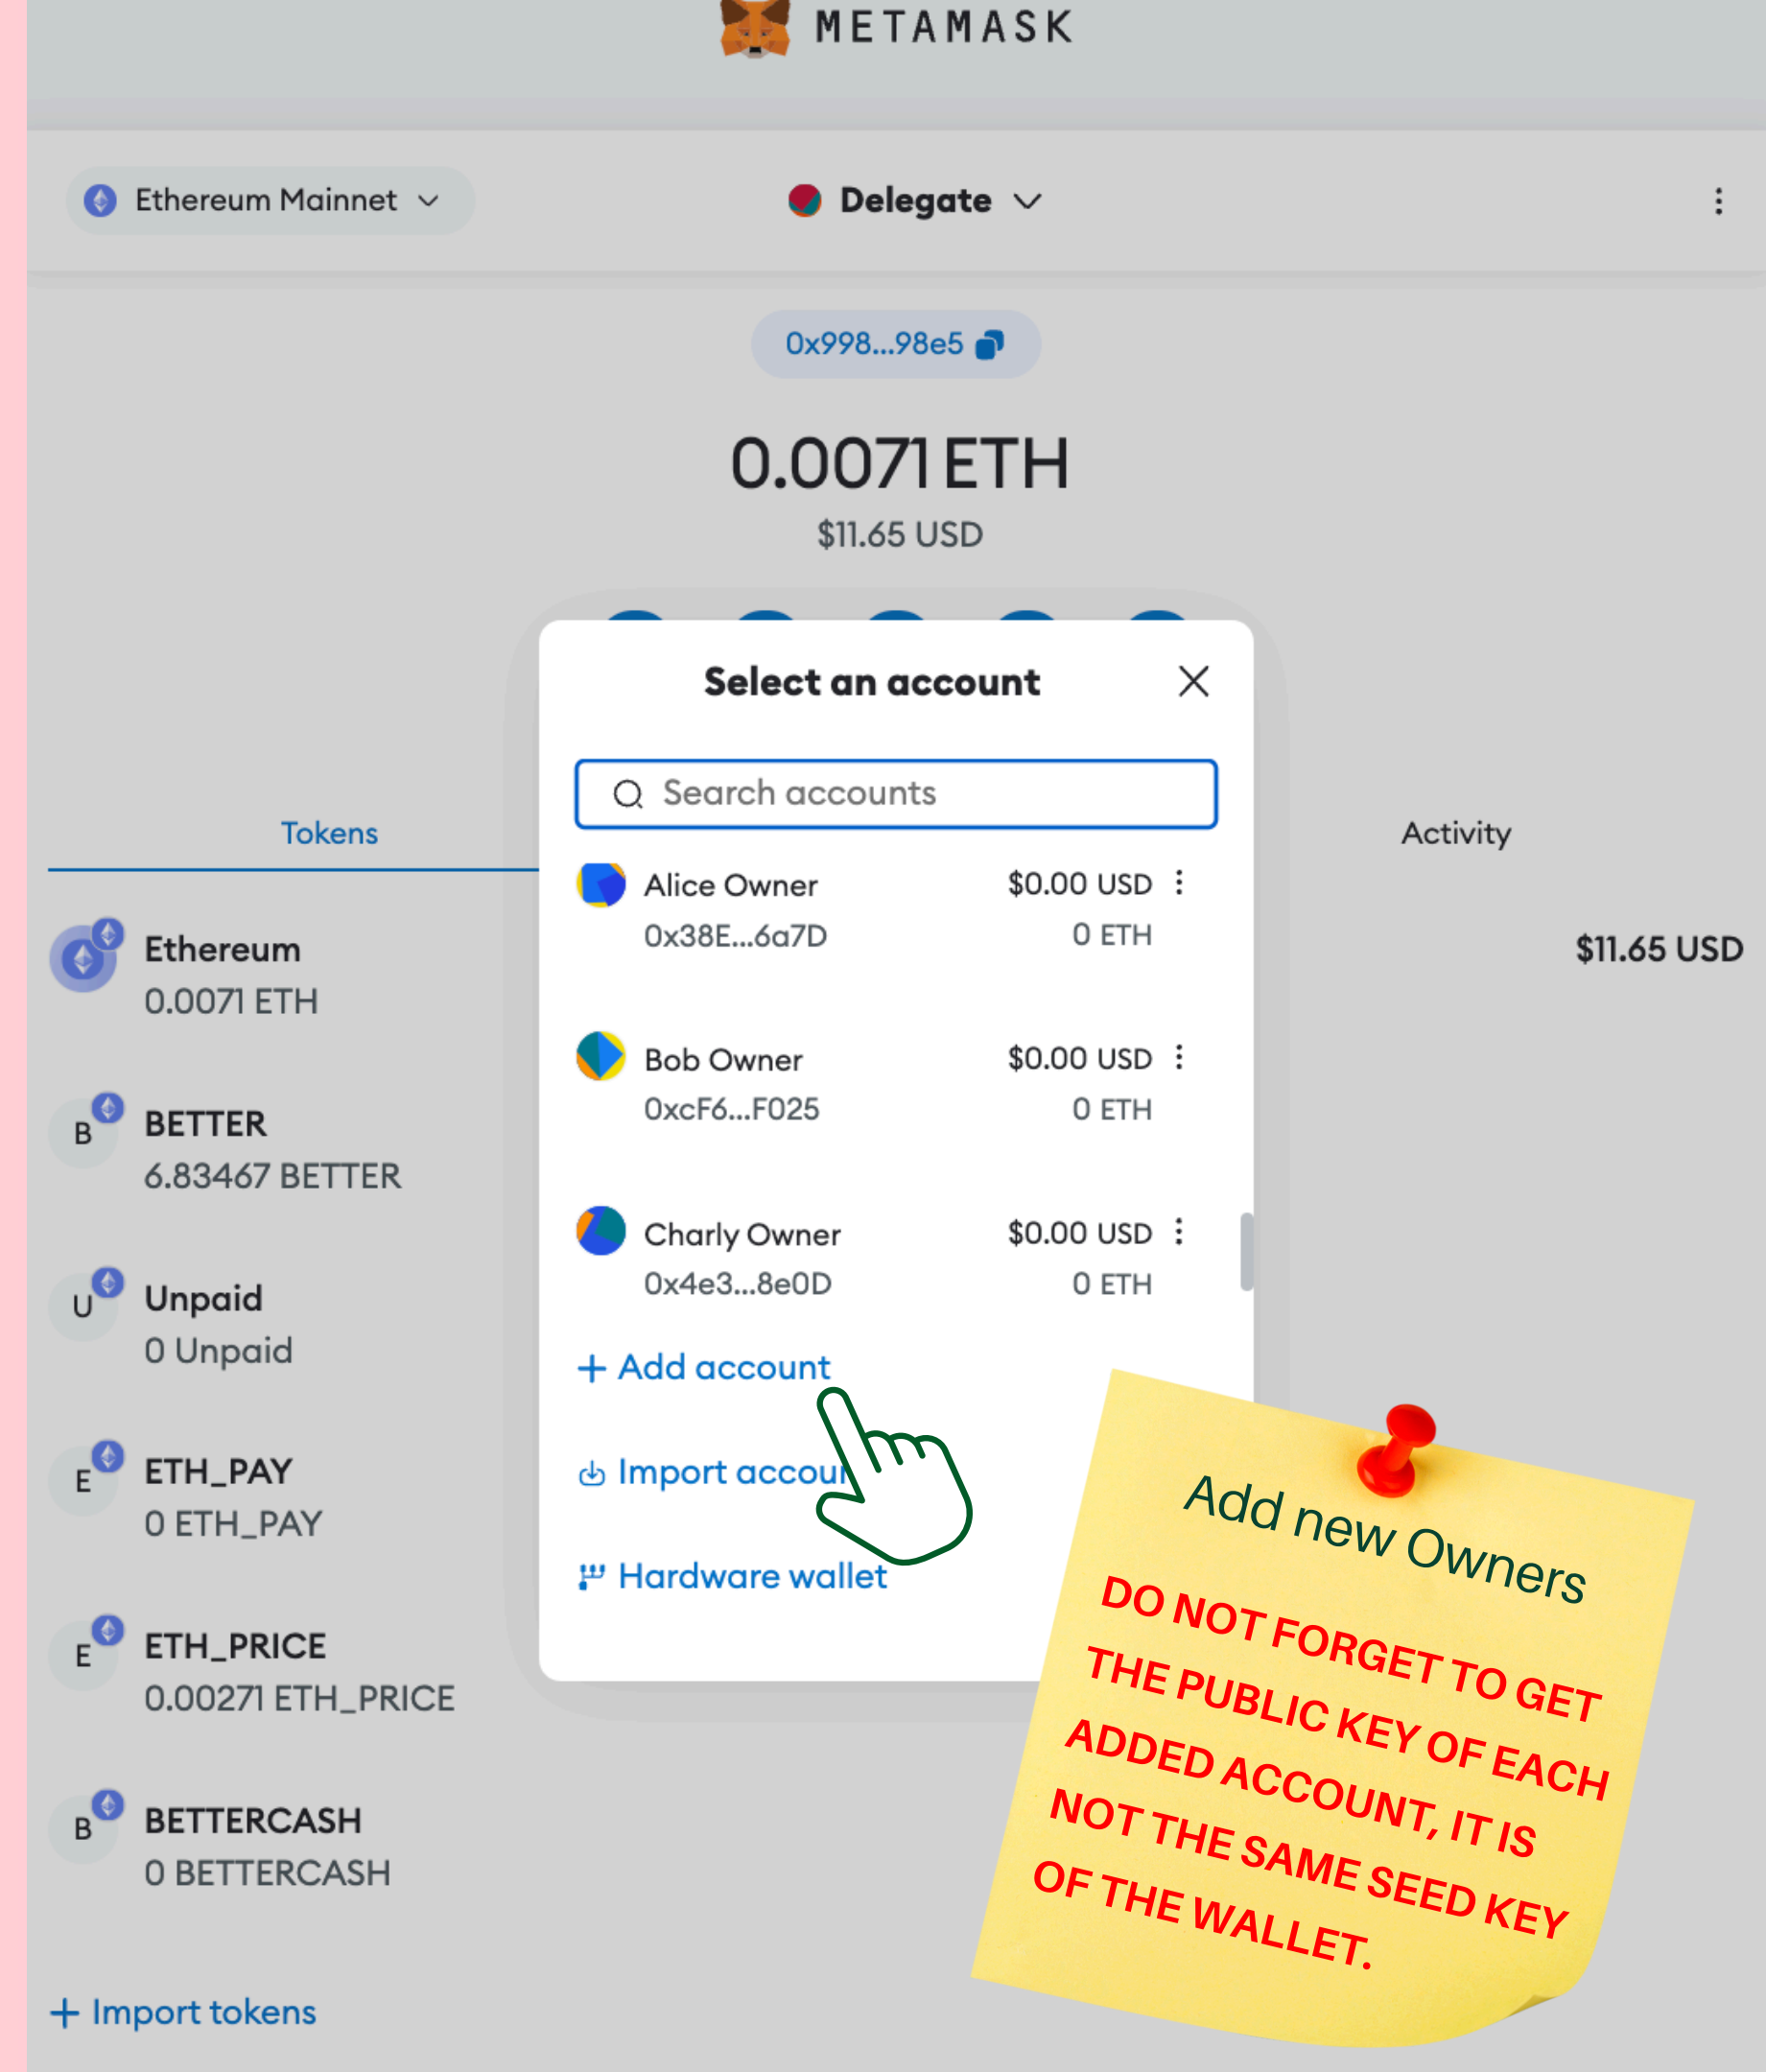 METAMASK
Ethereum Mainnet
Delegate
0x998...98e5
0.0071 ETH
$11.65 USD
Tokens
Activity
Ethereum
0.0071 ETH
$11.65 USD
B
BETTER
6.83467 BETTER
U
Unpaid
0 Unpaid
E
ETH_PAY
0 ETH_PAY
E
ETH_PRICE
0.00271 ETH_PRICE
B
BETTERCASH
0 BETTERCASH
+ Import tokens
Select an account
Search accounts
Alice Owner
$0.00 USD
0x38E...6a7D
0 ETH
Bob Owner
$0.00 USD
0xcF6...F025
0 ETH
Charly Owner
$0.00 USD
0x4e3...8e0D
0 ETH
+ Add account
Import accou
Hardware wallet
Add new Owners
DO NOT FORGET TO GET
THE PUBLIC KEY OF EACH
ADDED ACCOUNT, IT IS
NOT THE SAME SEED KEY
OF THE WALLET.